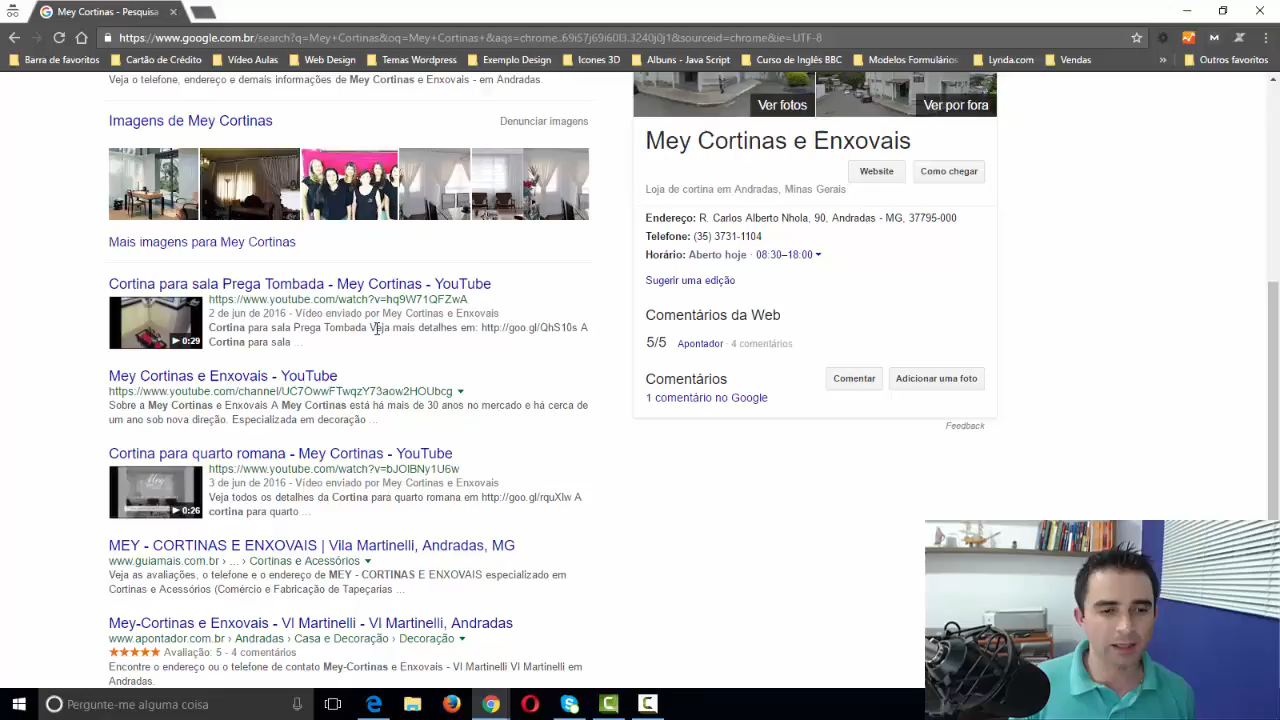 Mey Cortinas - Pesquisa
https://www.google.com.br/search?q=Mey+Cortinas&oq=Mey+Cortinas+&aqs=chrome..69i57j69i60l3.3240j0j1&sourceid=chrome&ie=UTF-8
Barra de favoritos Cartão de Crédito Vídeo Aulas Web Design Temas Wordpress Exemplo Design Icones 3D Albuns - Java Script Curso de Inglês BBC Modelos Formulários Lynda.com Vendas » Outros favoritos
Veja o telefone, endereço e demais informações de Mey Cortinas e Enxovais - em Andradas.
Imagens de Mey Cortinas Denunciar imagens
Mais imagens para Mey Cortinas
Cortina para sala Prega Tombada - Mey Cortinas - YouTube
https://www.youtube.com/watch?v=hq9W71QFZwA
2 de jun de 2016 - Vídeo enviado por Mey Cortinas e Enxovais
Cortina para sala Prega Tombada Veja mais detalhes em: http://goo.gl/QhS10s A
Cortina para sala ...
0:29
Mey Cortinas e Enxovais - YouTube
https://www.youtube.com/channel/UC7OwwFTwqzY73aow2HOUbcg
Sobre a Mey Cortinas e Enxovais A Mey Cortinas está há mais de 30 anos no mercado e há cerca de
um ano sob nova direção. Especializada em decoração ...
Cortina para quarto romana - Mey Cortinas - YouTube
https://www.youtube.com/watch?v=bJOIBNy1U6w
3 de jun de 2016 - Vídeo enviado por Mey Cortinas e Enxovais
Veja todos os detalhes da Cortina para quarto romana em http://goo.gl/rquXIw A
cortina para quarto ...
0:26
MEY - CORTINAS E ENXOVAIS | Vila Martinelli, Andradas, MG
www.guiamais.com.br › ... › Cortinas e Acessórios
Veja as avaliações, o telefone e o endereço de MEY - CORTINAS E ENXOVAIS especializado em
Cortinas e Acessórios (Comércio e Fabricação de Tapeçarias ...
Mey-Cortinas e Enxovais - Vl Martinelli - Vl Martinelli, Andradas
www.apontador.com.br › Andradas › Casa e Decoração › Decoração
Avaliação: 5 - 4 comentários
Encontre o endereço ou o telefone de contato Mey-Cortinas e Enxovais - Vl Martinelli Vl Martinelli em
Andradas.
Ver fotos Ver por fora
Mey Cortinas e Enxovais
Website Como chegar
Loja de cortina em Andradas, Minas Gerais
Endereço: R. Carlos Alberto Nhola, 90, Andradas - MG, 37795-000
Telefone: (35) 3731-1104
Horário: Aberto hoje · 08:30–18:00
Sugerir uma edição
Comentários da Web
5/5 Apontador · 4 comentários
Comentários Comentar Adicionar uma foto
1 comentário no Google
Feedback
Pergunte-me alguma coisa